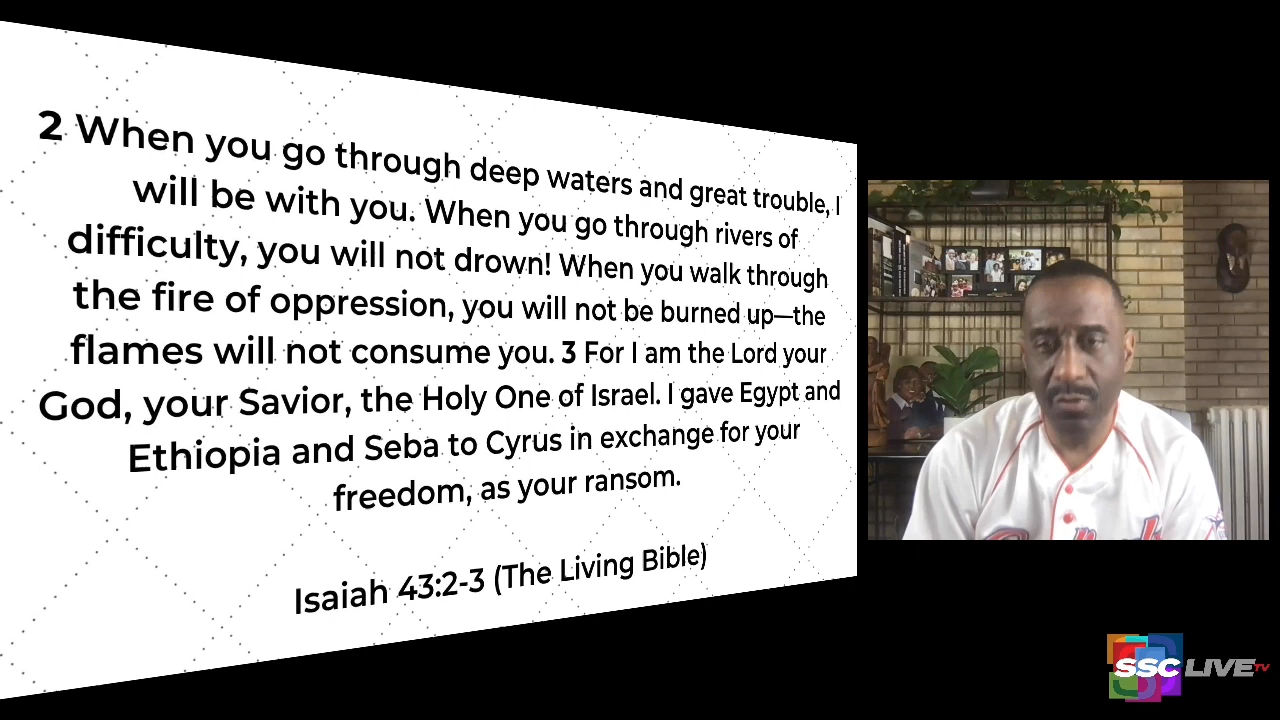 2 When you go through deep waters and great trouble, I
will be with you. When you go through rivers of
difficulty, you will not drown! When you walk through
the fire of oppression, you will not be burned up—the
flames will not consume you. 3 For I am the Lord your
God, your Savior, the Holy One of Israel. I gave Egypt and
Ethiopia and Seba to Cyrus in exchange for your
freedom, as your ransom.
Isaiah 43:2-3 (The Living Bible)
SSC LIVE TV